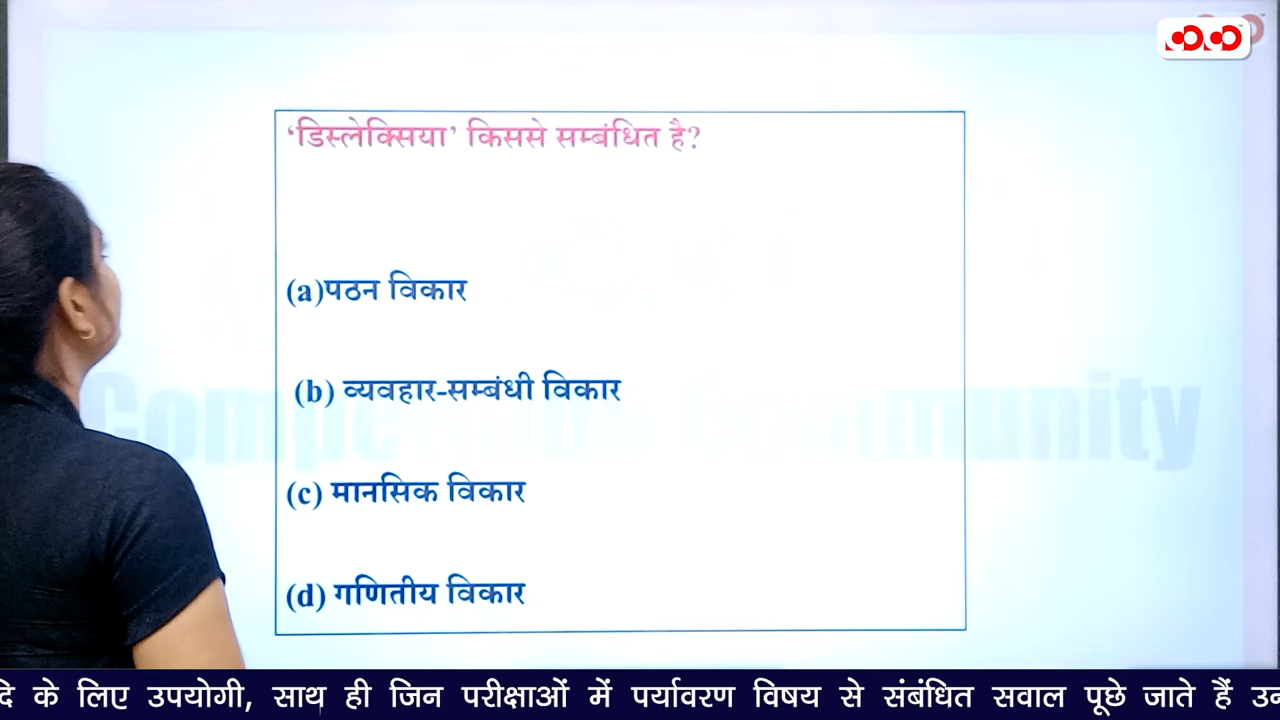 ‘डिस्लेक्सिया’ किससे सम्बंधित है?
(a)पठन विकार
(b) व्यवहार-सम्बंधी विकार
(c) मानसिक विकार
(d) गणितीय विकार
के लिए उपयोगी, साथ ही जिन परीक्षाओं में पर्यावरण विषय से संबंधित सवाल पूछे जाते हैं